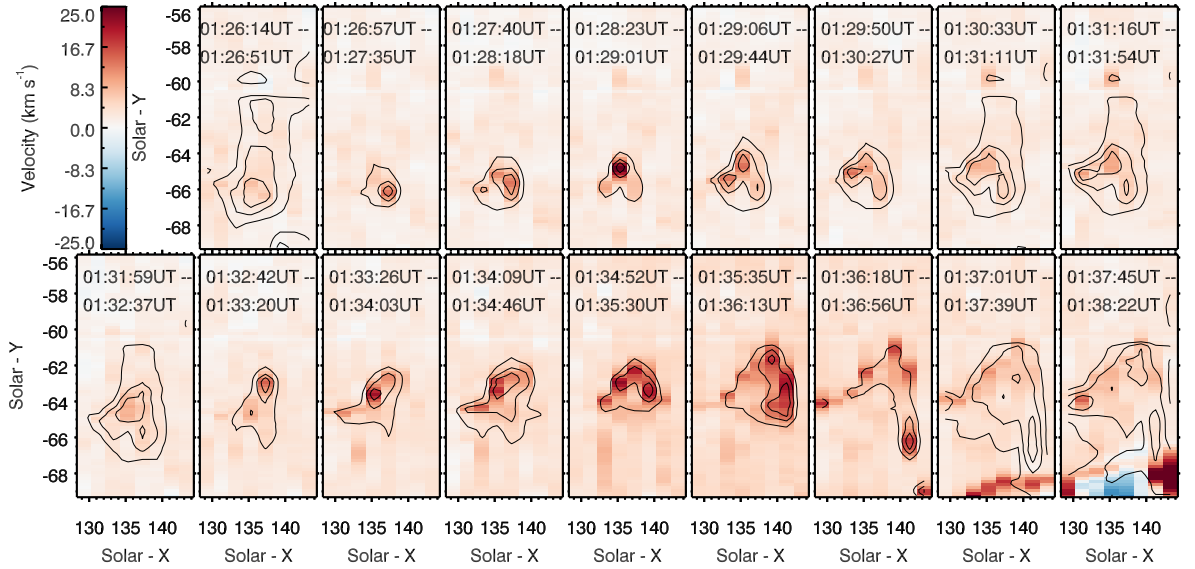 25.0
16.7
8.3
0.0
-8.3
-16.7
-25.0
Velocity (km s⁻¹)
Solar - Y
-56
-58
-60
-62
-64
-66
-68
01:26:14UT --
01:26:51UT
01:26:57UT --
01:27:35UT
01:27:40UT --
01:28:18UT
01:28:23UT --
01:29:01UT
01:29:06UT --
01:29:44UT
01:29:50UT --
01:30:27UT
01:30:33UT --
01:31:11UT
01:31:16UT --
01:31:54UT
Solar - Y
-56
-58
-60
-62
-64
-66
-68
01:31:59UT --
01:32:37UT
01:32:42UT --
01:33:20UT
01:33:26UT --
01:34:03UT
01:34:09UT --
01:34:46UT
01:34:52UT --
01:35:30UT
01:35:35UT --
01:36:13UT
01:36:18UT --
01:36:56UT
01:37:01UT --
01:37:39UT
01:37:45UT --
01:38:22UT
130 135 140 130 135 140 130 135 140 130 135 140 130 135 140 130 135 140 130 135 140 130 135 140 130 135 140
Solar - X Solar - X Solar - X Solar - X Solar - X Solar - X Solar - X Solar - X Solar - X